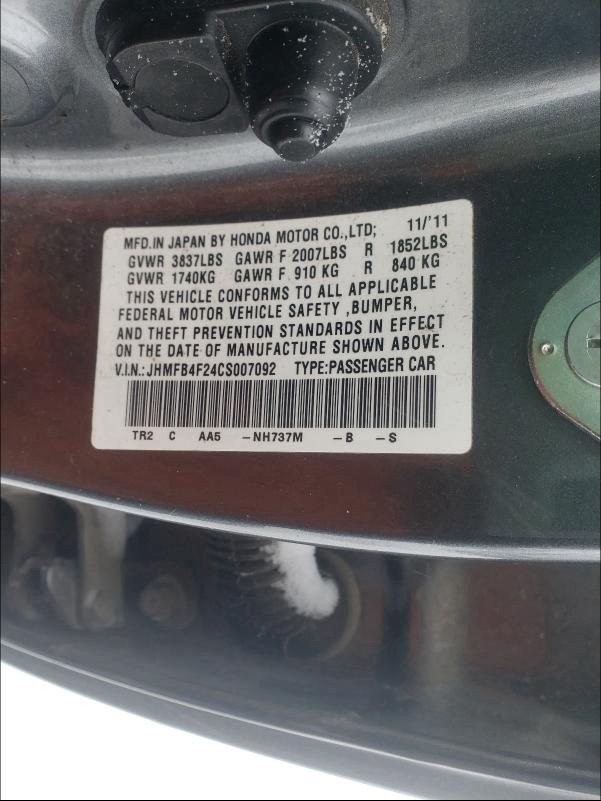 MFD.IN JAPAN BY HONDA MOTOR CO.,LTD; 11/'11
GVWR 3837LBS GAWR F 2007LBS R 1852LBS
GVWR 1740KG GAWR F 910 KG R 840 KG
THIS VEHICLE CONFORMS TO ALL APPLICABLE
FEDERAL MOTOR VEHICLE SAFETY ,BUMPER,
AND THEFT PREVENTION STANDARDS IN EFFECT
ON THE DATE OF MANUFACTURE SHOWN ABOVE.
V.I.N.:JHMFB4F24CS007092 TYPE:PASSENGER CAR
TR2 C AA5 -NH737M -B -S